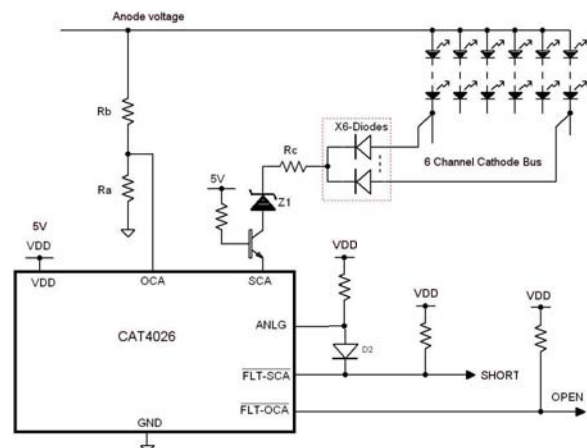 Anode voltage
Rb
X6-Diodes
Rc
6 Channel Cathode Bus
Ra
5V
Z1
5V
VDD
VDD
OCA
SCA
VDD
VDD
VDD
ANLG
CAT4026
D2
FLT-SCA
SHORT
FLT-OCA
OPEN
GND